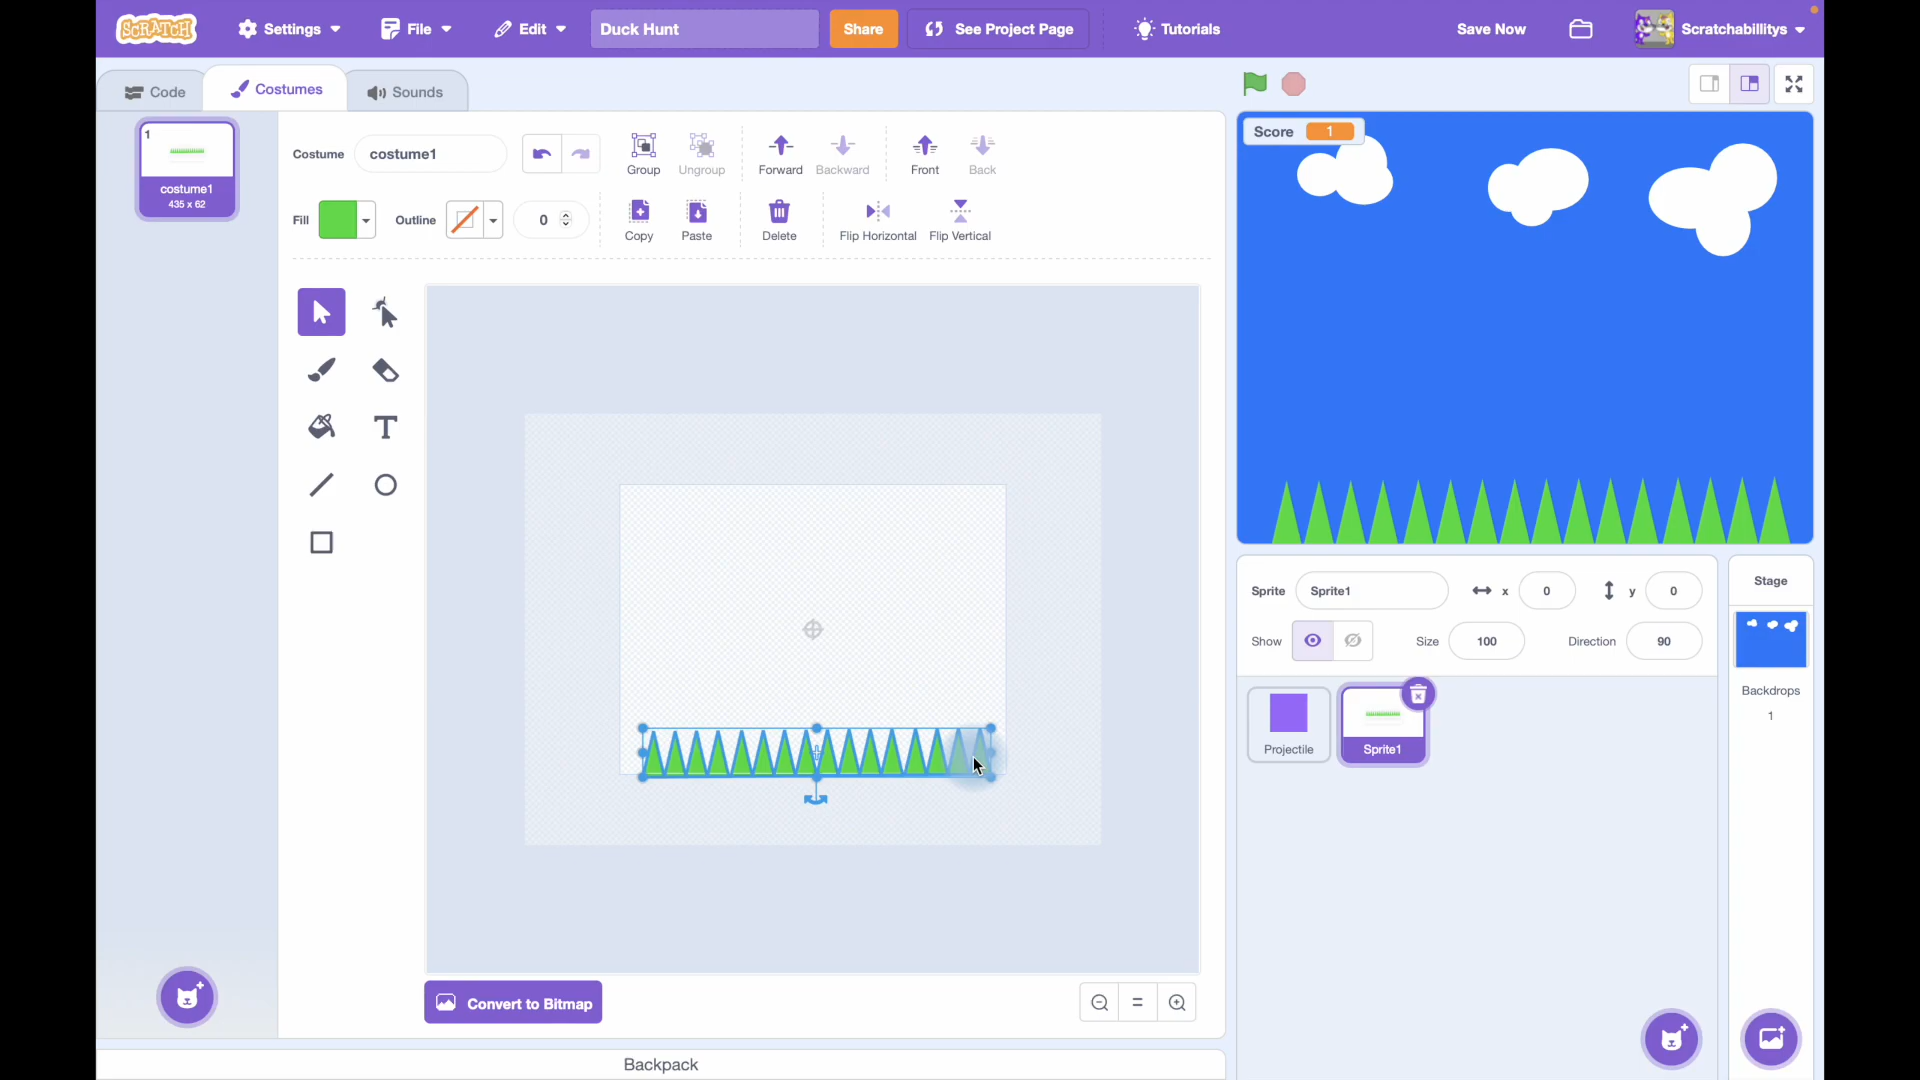 SCRATCH
Settings
File
Edit
Duck Hunt
Share
See Project Page
Tutorials
Save Now
Scratchabillitys
Code
Costumes
Sounds
1
costume1
435 x 62
Costume
costume1
Group
Ungroup
Forward
Backward
Front
Back
Fill
Outline
0
Copy
Paste
Delete
Flip Horizontal
Flip Vertical
T
Convert to Bitmap
Backpack
Score 1
Sprite
Sprite1
x
0
y
0
Show
Size
100
Direction
90
Projectile
Sprite1
Stage
Backdrops
1